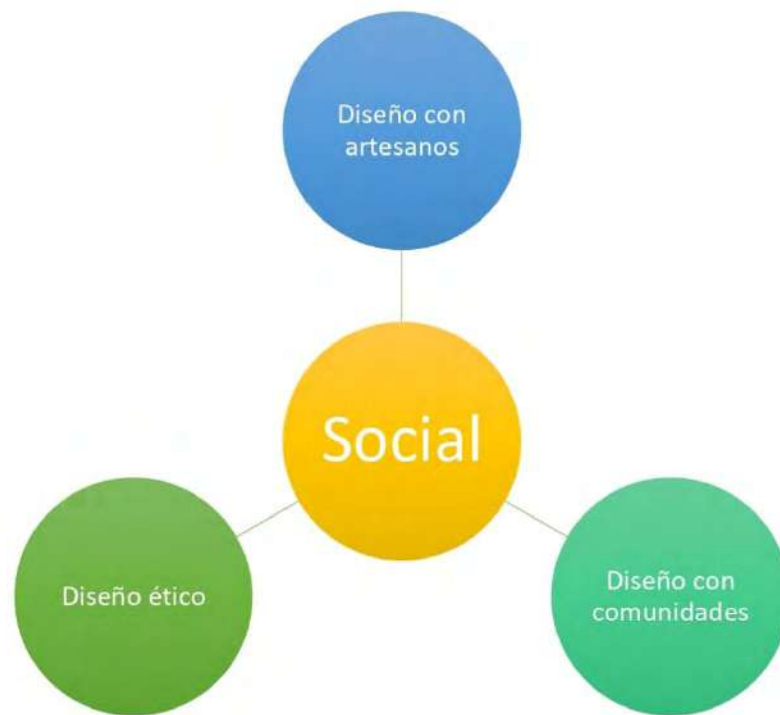 Diseño con
artesanos
Social
Diseño ético
Diseño con
comunidades